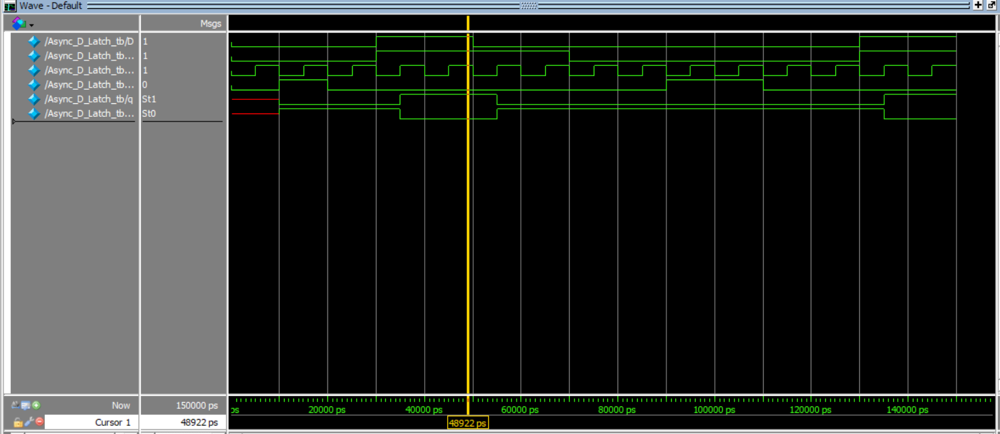 Wave - Default
Msgs
/Async_D_Latch_tb/D 1
/Async_D_Latch_tb... 1
/Async_D_Latch_tb... 1
/Async_D_Latch_tb... 0
/Async_D_Latch_tb/q St1
/Async_D_Latch_tb... St0
Now 150000 ps
ps 20000 ps 40000 ps 60000 ps 80000 ps 100000 ps 120000 ps 140000 ps
Cursor 1 48922 ps
48922 ps